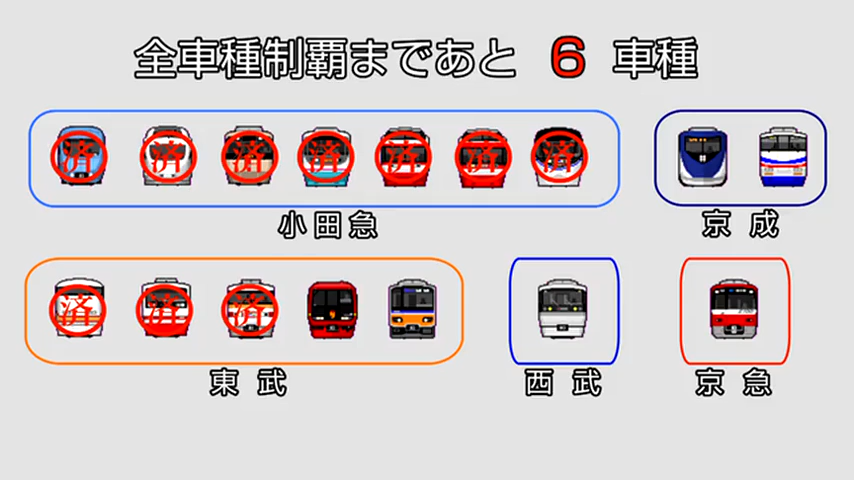 全車種制覇まであと 6 車種
済 済 済 済 済 済 済
小田急
京成
済 済 済
東武
西武
京急